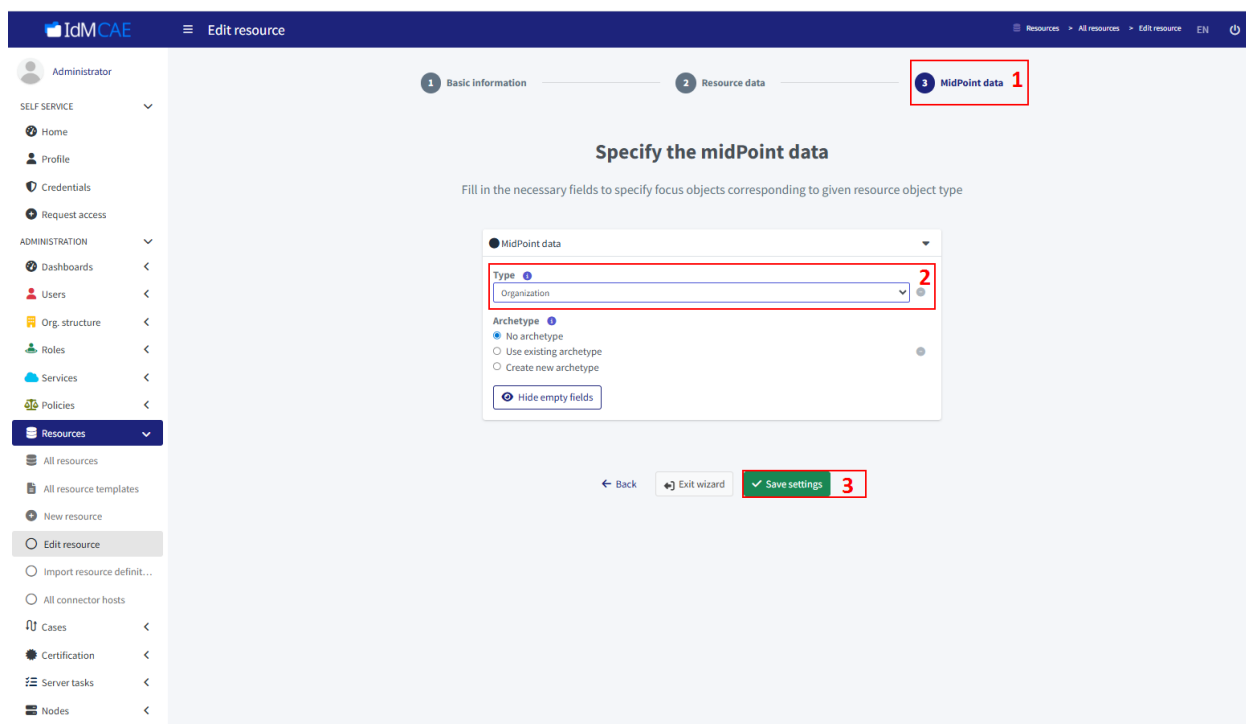 IdMCAE
Edit resource
Resources > All resources > Edit resource EN
Administrator
SELF SERVICE
Home
Profile
Credentials
Request access
ADMINISTRATION
Dashboards
Users
Org. structure
Roles
Services
Policies
Resources
All resources
All resource templates
New resource
Edit resource
Import resource definit...
All connector hosts
Cases
Certification
Server tasks
Nodes
1 Basic information
2 Resource data
3 MidPoint data 1
Specify the midPoint data
Fill in the necessary fields to specify focus objects corresponding to given resource object type
MidPoint data
Type
2
Organization
Archetype
No archetype
Use existing archetype
Create new archetype
Hide empty fields
Back
Exit wizard
Save settings 3